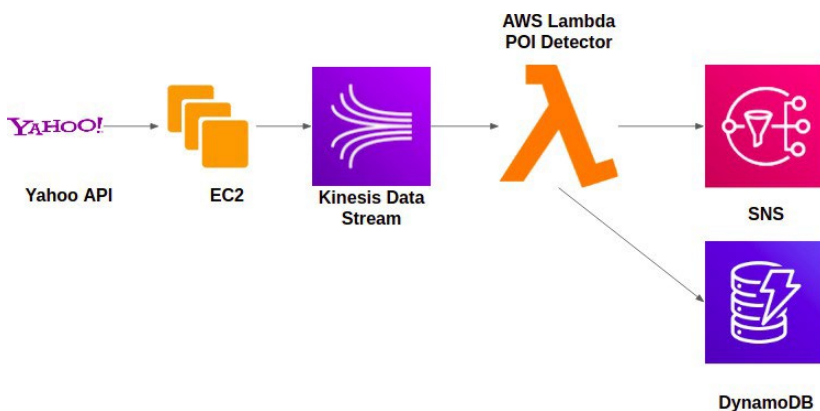 AWS Lambda
POI Detector
YAHOO!
Yahoo API
EC2
Kinesis Data
Stream
SNS
DynamoDB